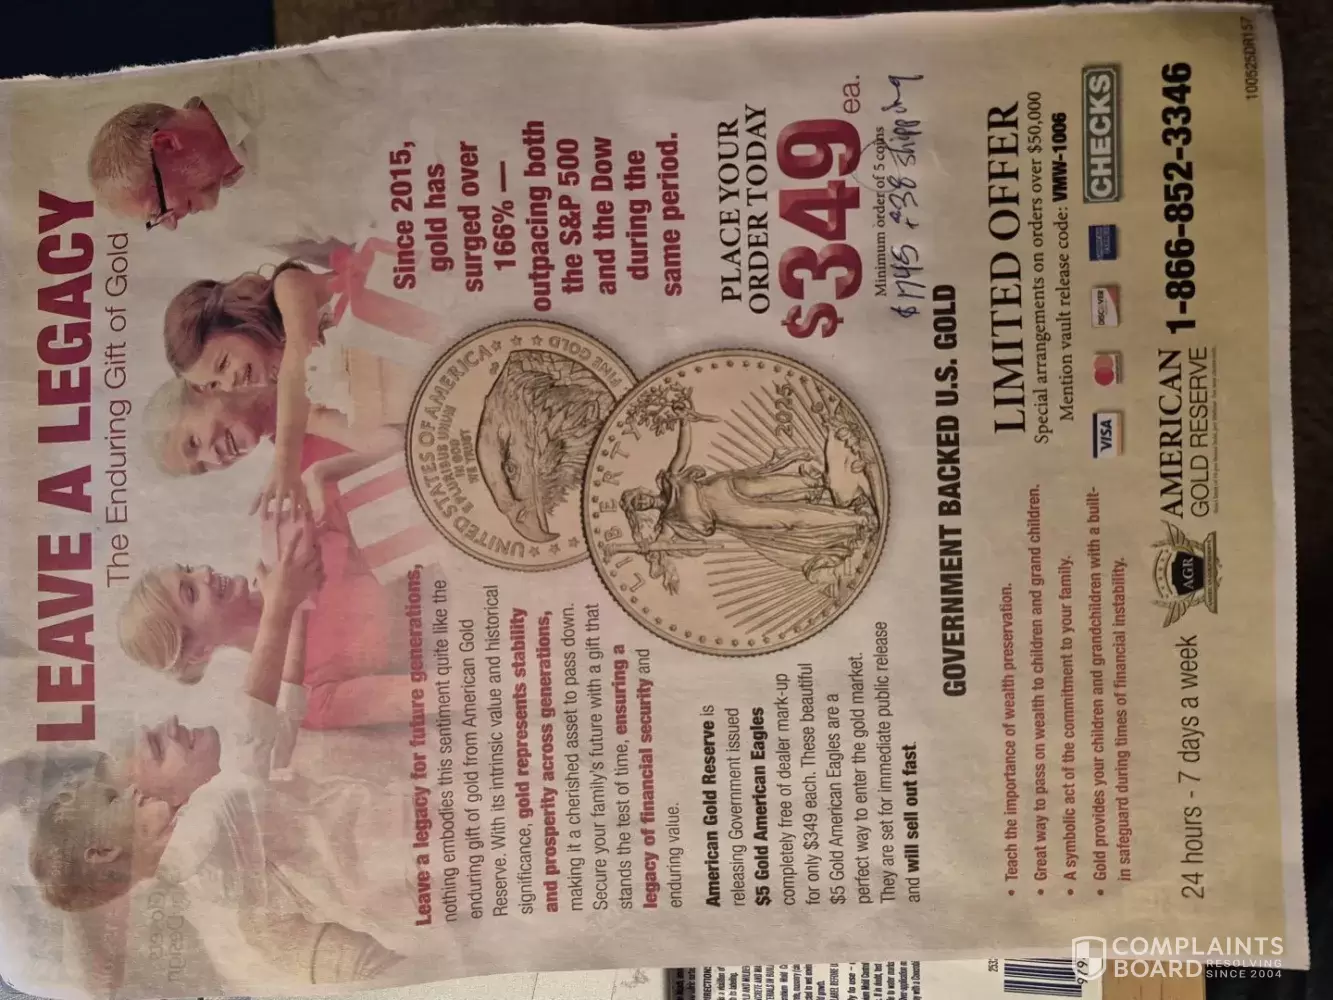 LEAVE A LEGACY
The Enduring Gift of Gold
Leave a legacy for future generations,
nothing embodies this sentiment quite like the
enduring gift of gold from American Gold
Reserve. With its intrinsic value and historical
significance, gold represents stability
and prosperity across generations,
making it a cherished asset to pass down.
Secure your family's future with a gift that
stands the test of time, ensuring a
legacy of financial security and
enduring value.
American Gold Reserve is
releasing Government issued
$5 Gold American Eagles
completely free of dealer mark-up
for only $349 each. These beautiful
$5 Gold American Eagles are a
perfect way to enter the gold market.
They are set for immediate public release
and will sell out fast.
UNITED STATES OF AMERICA
E PLURIBUS UNUM
IN GOD
WE TRUST
FINE GOLD
LIBERTY
2025
Since 2015,
gold has
surged over
166% —
outpacing both
the S&P 500
and the Dow
during the
same period.
PLACE YOUR
ORDER TODAY
$349 ea.
Minimum order of 5 coins
$1745 + 38 shipping
GOVERNMENT BACKED U.S. GOLD
• Teach the importance of wealth preservation.
• Great way to pass on wealth to children and grand children.
• A symbolic act of the commitment to your family.
• Gold provides your children and grandchildren with a built-
in safeguard during times of financial instability.
LIMITED OFFER
Special arrangements on orders over $50,000
Mention vault release code: VMW-1006
VISA
DISCOVER
CHECKS
24 hours - 7 days a week
AGR
AMERICAN
GOLD RESERVE
1-866-852-3346
100525DR157
COMPLAINTS
BOARD
RESOLVING
SINCE 2004